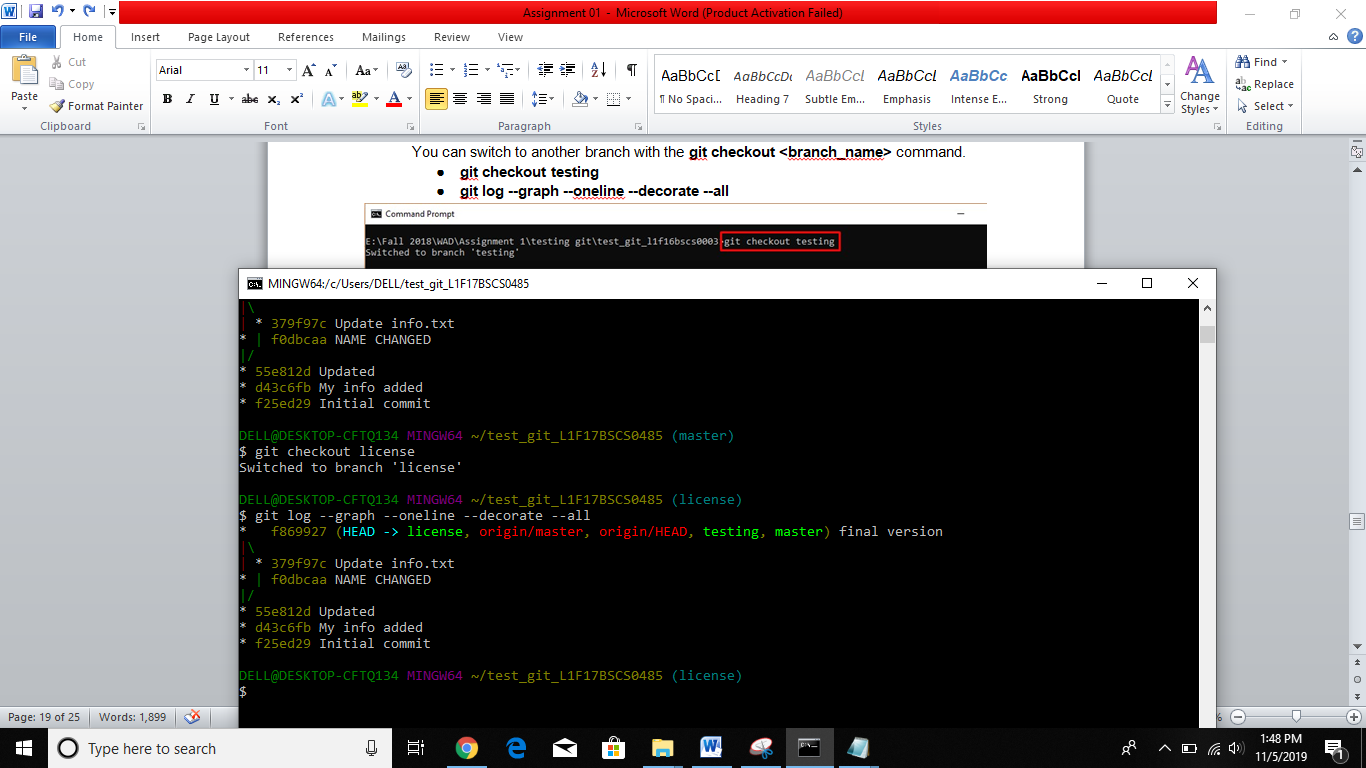 Assignment 01 - Microsoft Word (Product Activation Failed)
File Home Insert Page Layout References Mailings Review View
Paste
Cut
Copy
Format Painter
Clipboard
Arial 11
Font
Paragraph
AaBbCcDc AaBbCcDc AaBbCcL AaBbCcL AaBbCc AaBbCcl AaBbCcL
¶ No Spaci... Heading 7 Subtle Em... Emphasis Intense E... Strong Quote
Change Styles
Styles
Find
Replace
Select
Editing
You can switch to another branch with the git checkout <branch_name> command.
● git checkout testing
● git log --graph --oneline --decorate --all
Command Prompt
E:\Fall 2018\WAD\Assignment 1\testing git\test_git_l1f16bscs0003>git checkout testing
Switched to branch 'testing'
MINGW64:/c/Users/DELL/test_git_L1F17BSCS0485
|\
| * 379f97c Update info.txt
* | f0dbcaa NAME CHANGED
|/
* 55e812d Updated
* d43c6fb My info added
* f25ed29 Initial commit
DELL@DESKTOP-CFTQ134 MINGW64 ~/test_git_L1F17BSCS0485 (master)
$ git checkout license
Switched to branch 'license'
DELL@DESKTOP-CFTQ134 MINGW64 ~/test_git_L1F17BSCS0485 (license)
$ git log --graph --oneline --decorate --all
* f869927 (HEAD -> license, origin/master, origin/HEAD, testing, master) final version
|\
| * 379f97c Update info.txt
* | f0dbcaa NAME CHANGED
|/
* 55e812d Updated
* d43c6fb My info added
* f25ed29 Initial commit
DELL@DESKTOP-CFTQ134 MINGW64 ~/test_git_L1F17BSCS0485 (license)
$
Page: 19 of 25 Words: 1,899 %
Type here to search
1:48 PM
11/5/2019
1